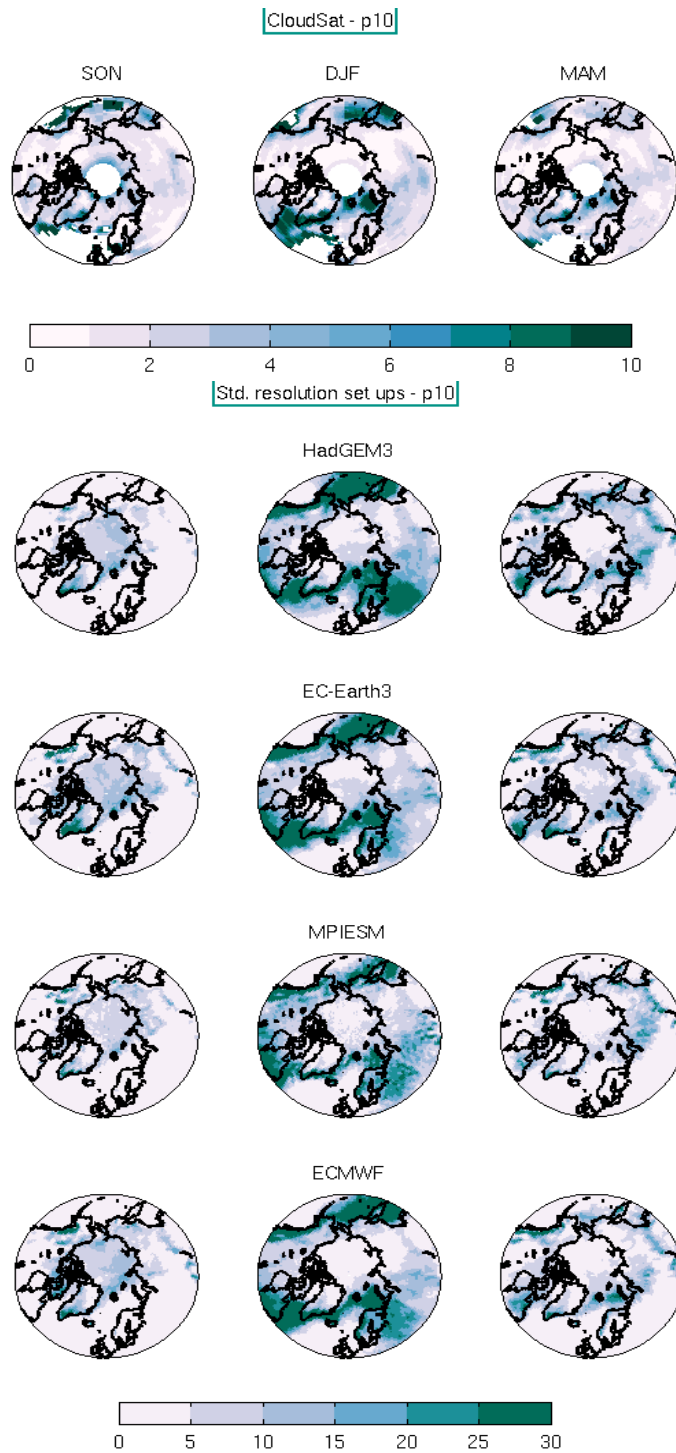 CloudSat - p10
SON DJF MAM
0 2 4 6 8 10
Std. resolution set ups - p10
HadGEM3
EC-Earth3
MPIESM
ECMWF
0 5 10 15 20 25 30